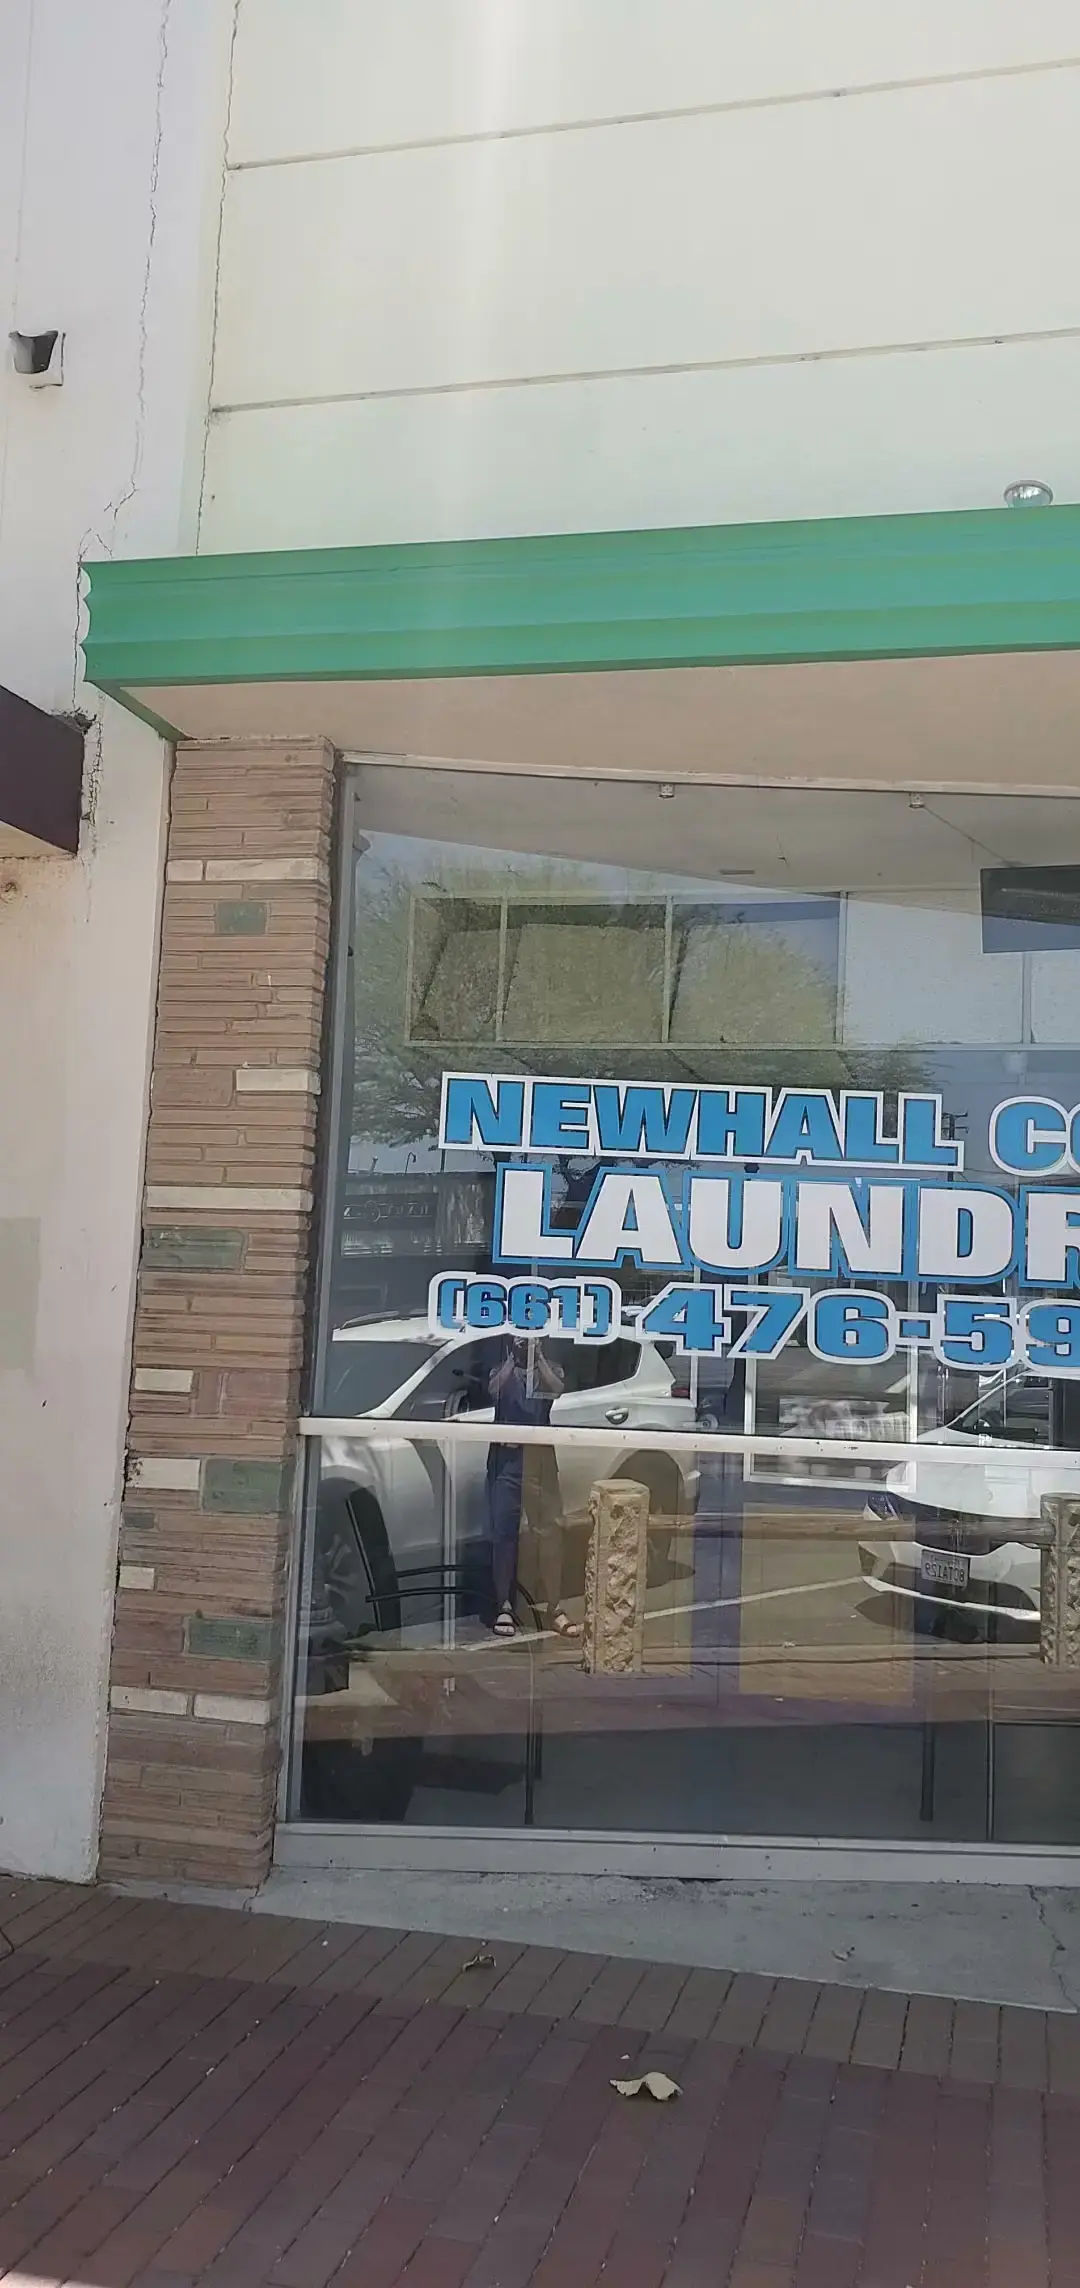 NEWHALL CO
LAUNDR
(661) 476-59